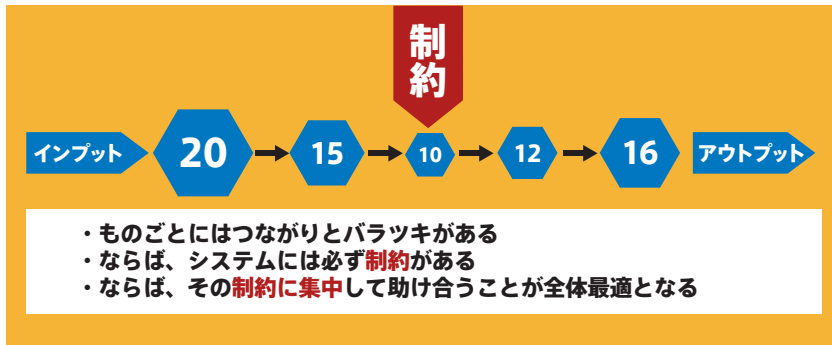 制約
インプット
20
15
10
12
16
アウトプット
・ものごとにはつながりとバラツキがある
・ならば、システムには必ず制約がある
・ならば、その制約に集中して助け合うことが全体最適となる